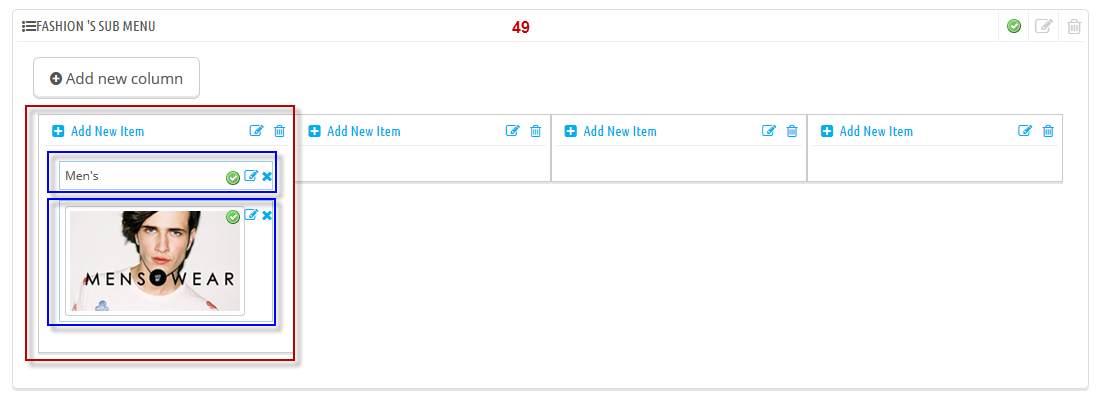 FASHION 'S SUB MENU
49
Add new column
Add New Item
Add New Item
Add New Item
Add New Item
Men's
MENSWEAR